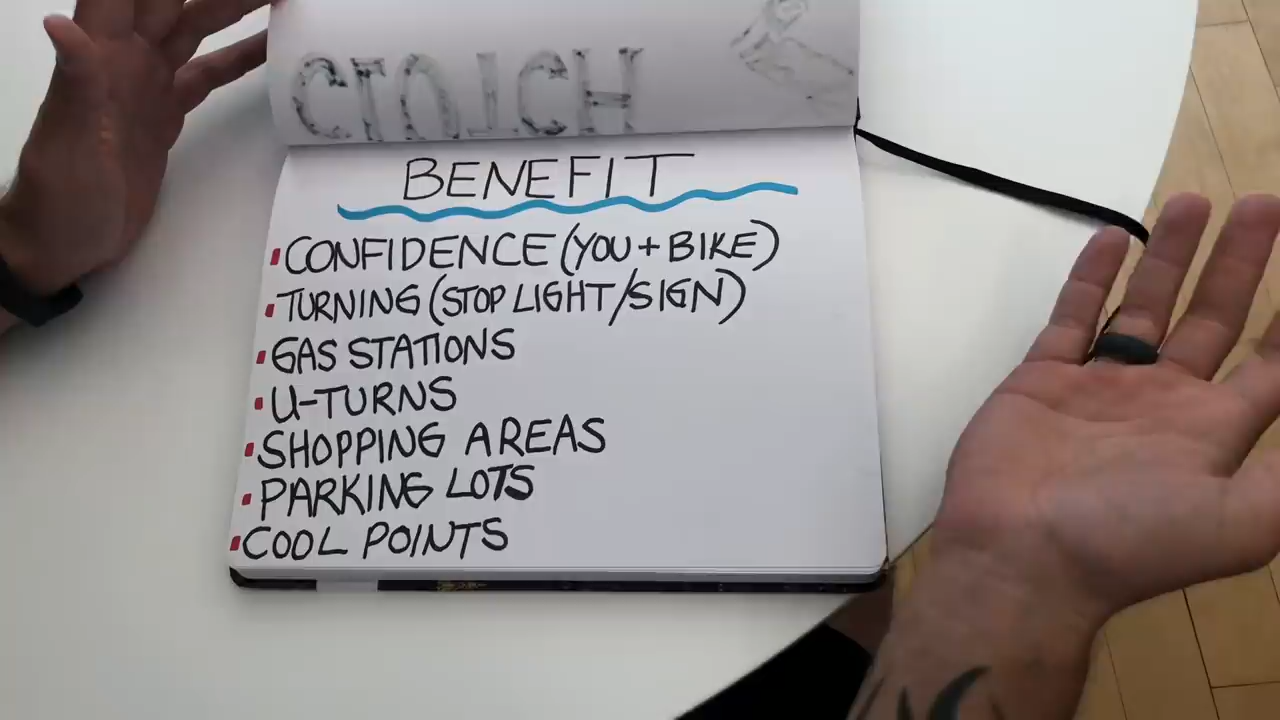 BENEFIT
CONFIDENCE (YOU + BIKE)
TURNING (STOP LIGHT/SIGN)
GAS STATIONS
U-TURNS
SHOPPING AREAS
PARKING LOTS
COOL POINTS